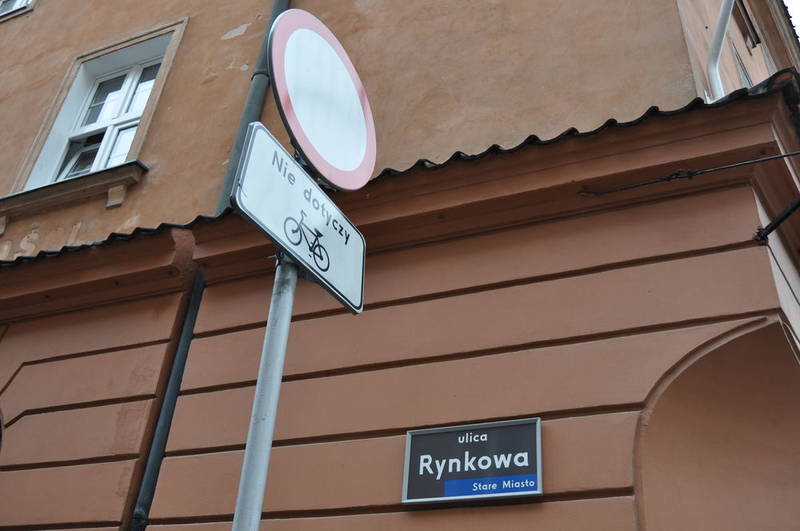 Nie dotyczy
ulica
Rynkowa
Stare Miasto